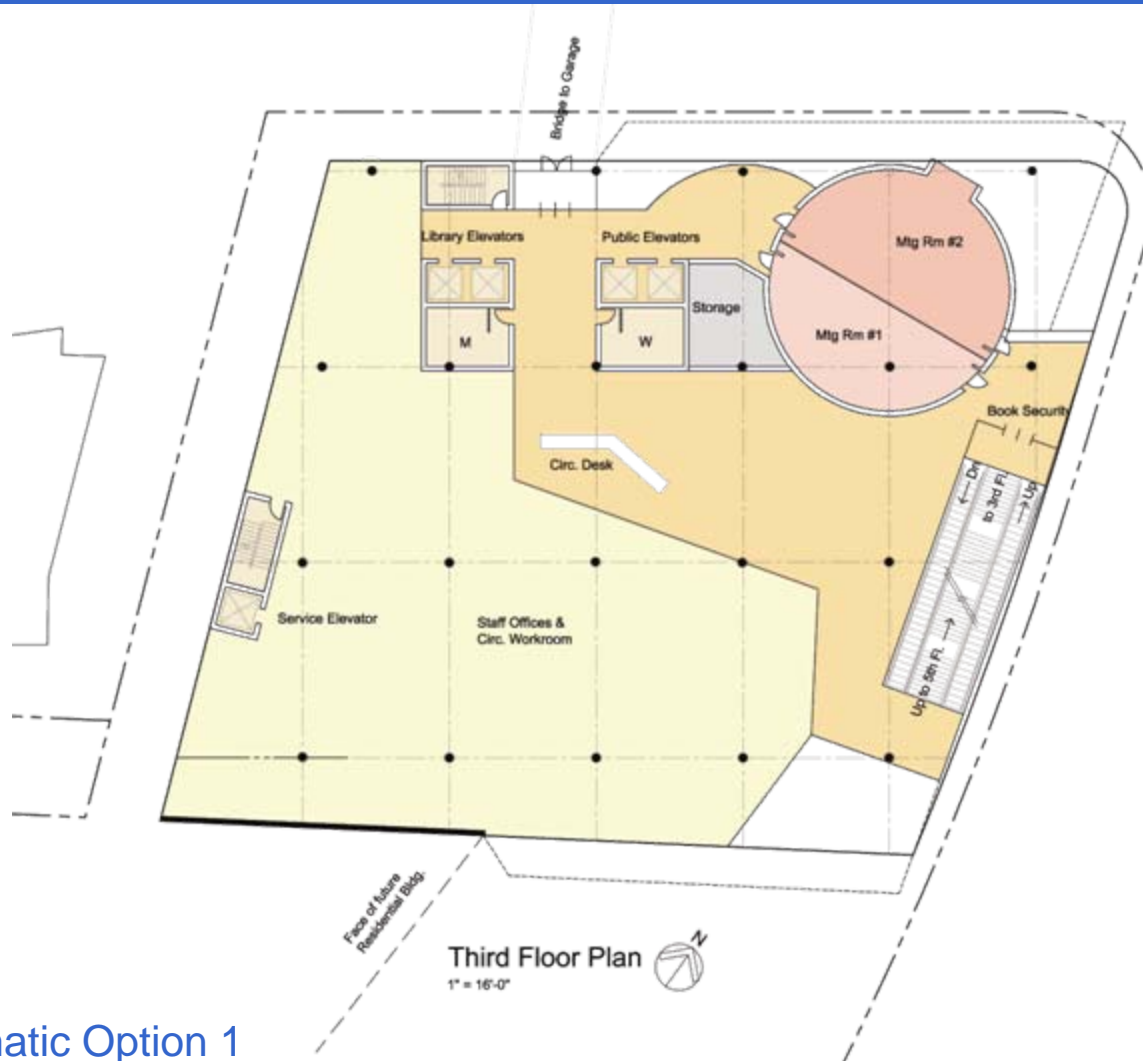 Bridge to Garage
Library Elevators
Public Elevators
Mtg Rm #2
Storage
Mtg Rm #1
M
W
Book Security
Circ. Desk
Dn
to 3rd Fl.
Up
Service Elevator
Staff Offices &
Circ. Workroom
Up to 5th Fl.
Face of future
Residential Bldg.
Third Floor Plan
N
1" = 16'-0"
Option 1